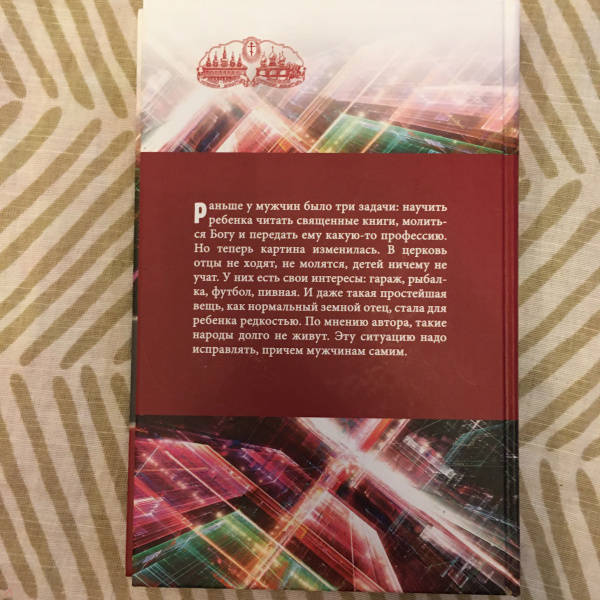 Раньше у мужчин было три задачи: научить
ребенка читать священные книги, молить-
ся Богу и передать ему какую-то профессию.
Но теперь картина изменилась. В церковь
отцы не ходят, не молятся, детей ничему не
учат. У них есть свои интересы: гараж, рыбал-
ка, футбол, пивная. И даже такая простейшая
вещь, как нормальный земной отец, стала для
ребенка редкостью. По мнению автора, такие
народы долго не живут. Эту ситуацию надо
исправлять, причем мужчинам самим.